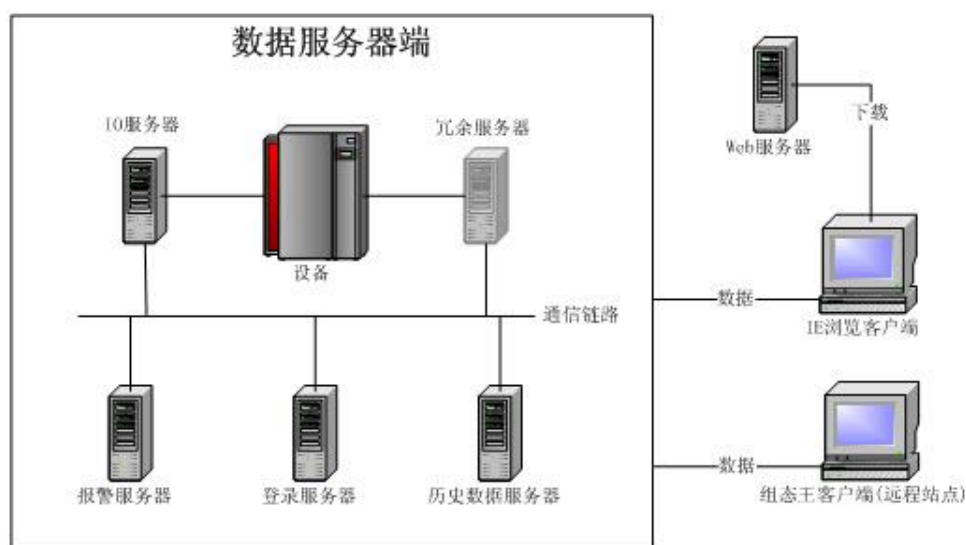 数据服务器端
IO服务器
冗余服务器
设备
通信链路
报警服务器
登录服务器
历史数据服务器
Web服务器
下载
数据
IE浏览客户端
数据
组态王客户端(远程站点)